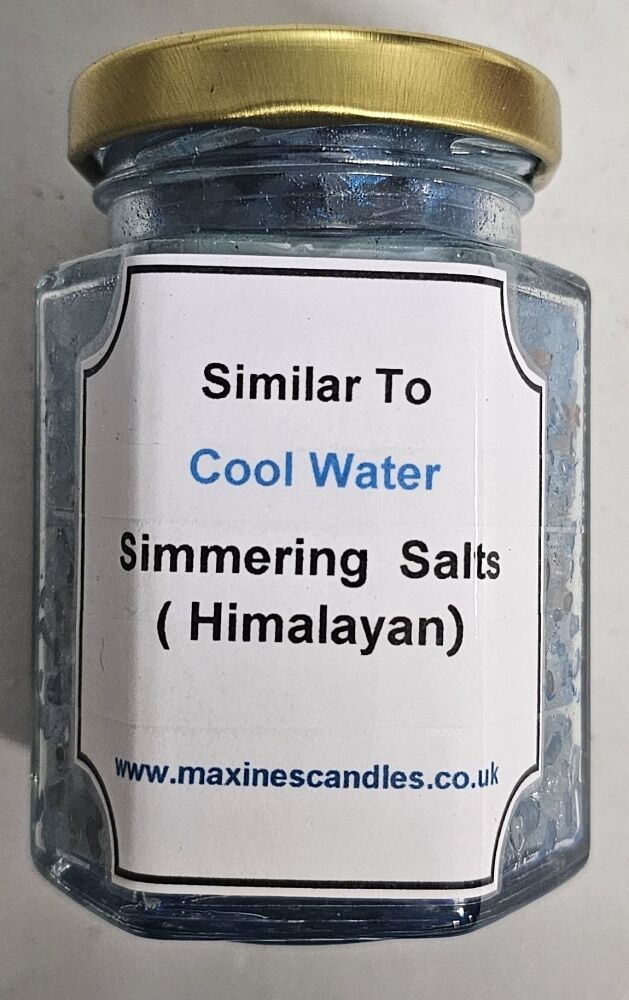 Similar To
Cool Water
Simmering Salts
( Himalayan)
www.maxinescandles.co.uk